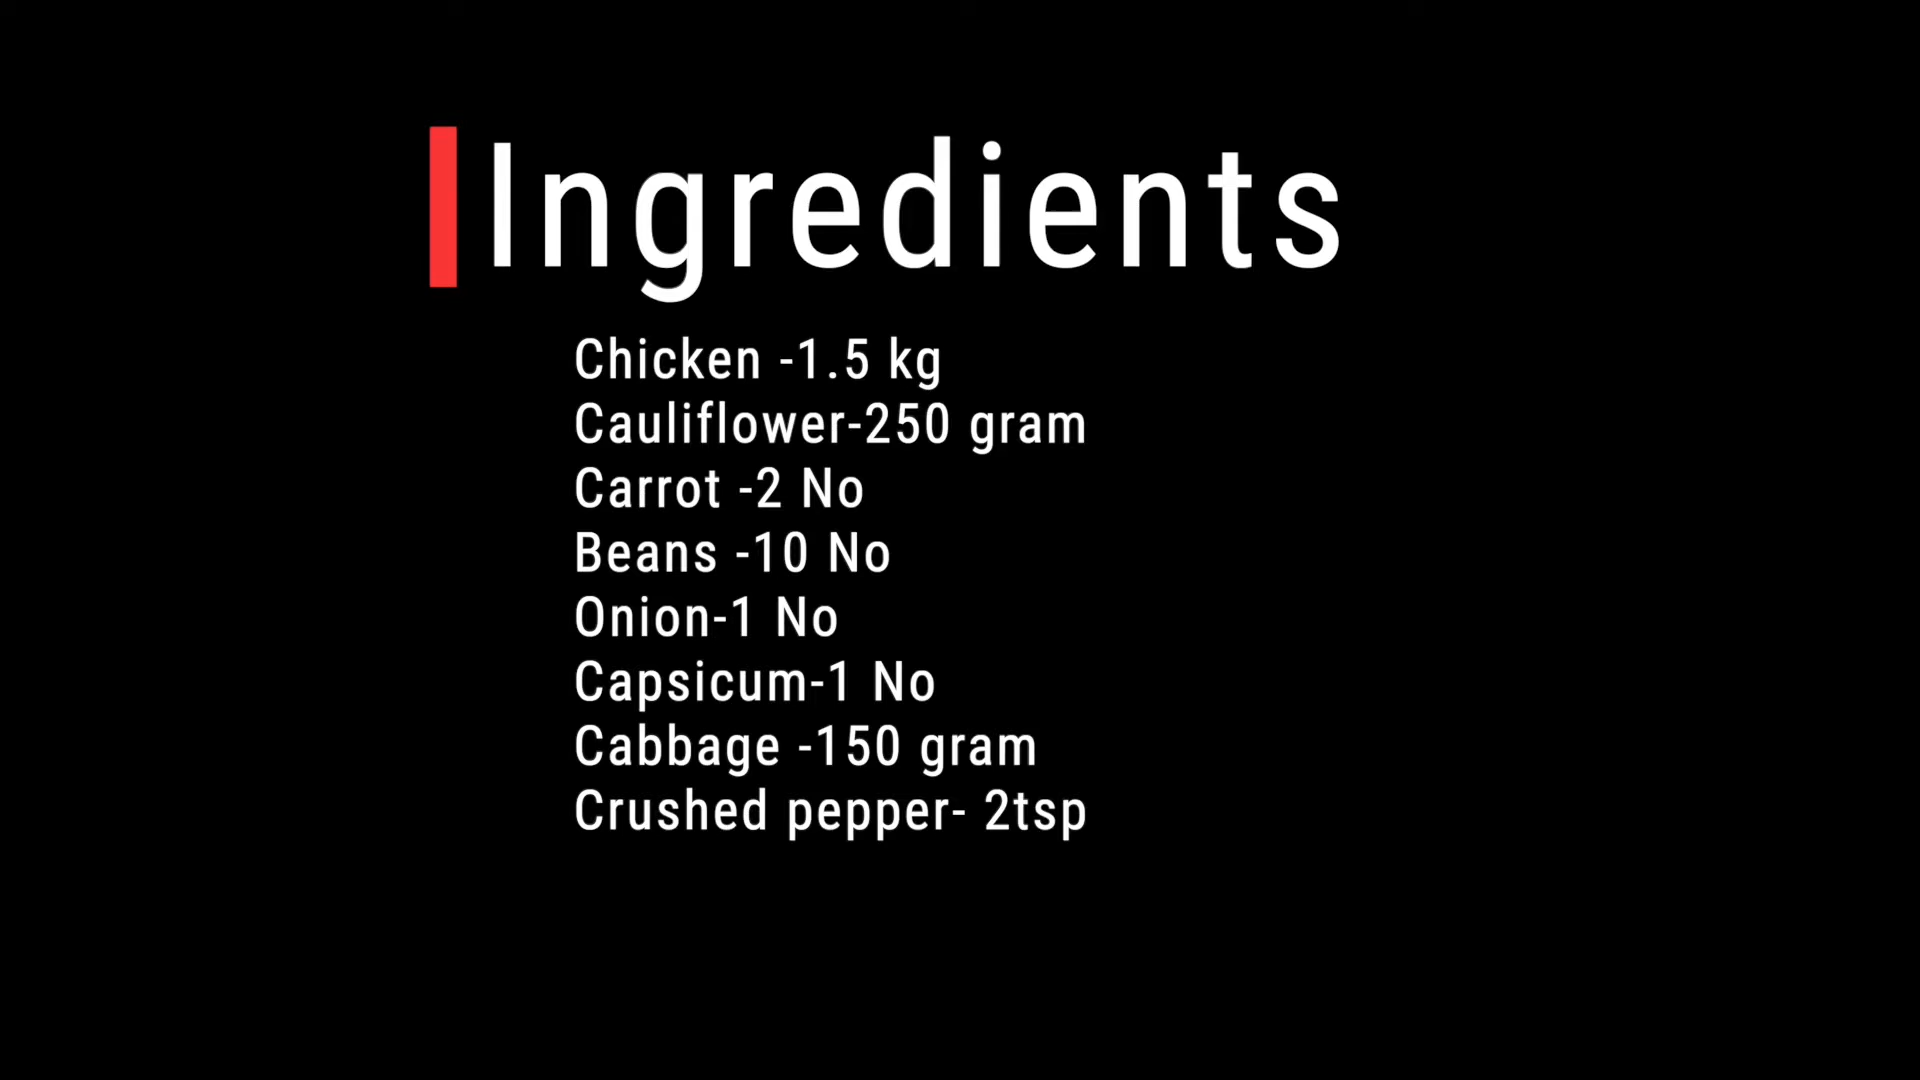 Ingredients
Chicken -1.5 kg
Cauliflower-250 gram
Carrot -2 No
Beans -10 No
Onion-1 No
Capsicum-1 No
Cabbage -150 gram
Crushed pepper- 2tsp